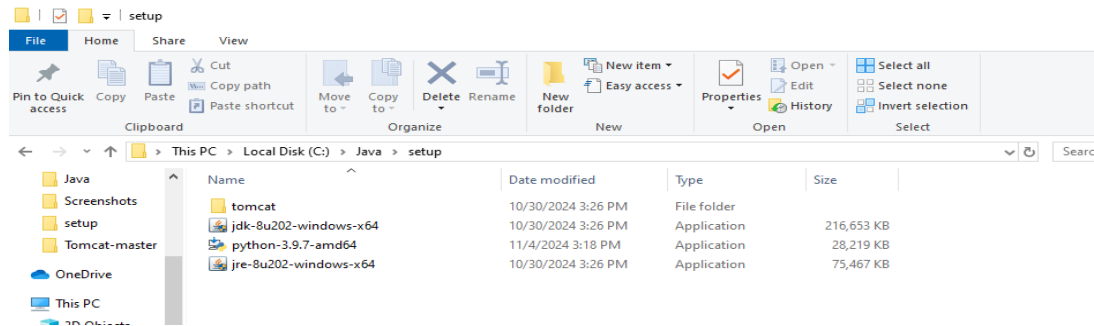 setup
File Home Share View
Pin to Quick access Copy Paste Cut Copy path Paste shortcut Move to Copy to Delete Rename New folder New item Easy access Properties Open Edit History Select all Select none Invert selection
Clipboard Organize New Open Select
This PC > Local Disk (C:) > Java > setup Searc
Java
Screenshots
setup
Tomcat-master
OneDrive
This PC
3D Objects
Name Date modified Type Size
tomcat 10/30/2024 3:26 PM File folder
jdk-8u202-windows-x64 10/30/2024 3:26 PM Application 216,653 KB
python-3.9.7-amd64 11/4/2024 3:18 PM Application 28,219 KB
jre-8u202-windows-x64 10/30/2024 3:26 PM Application 75,467 KB